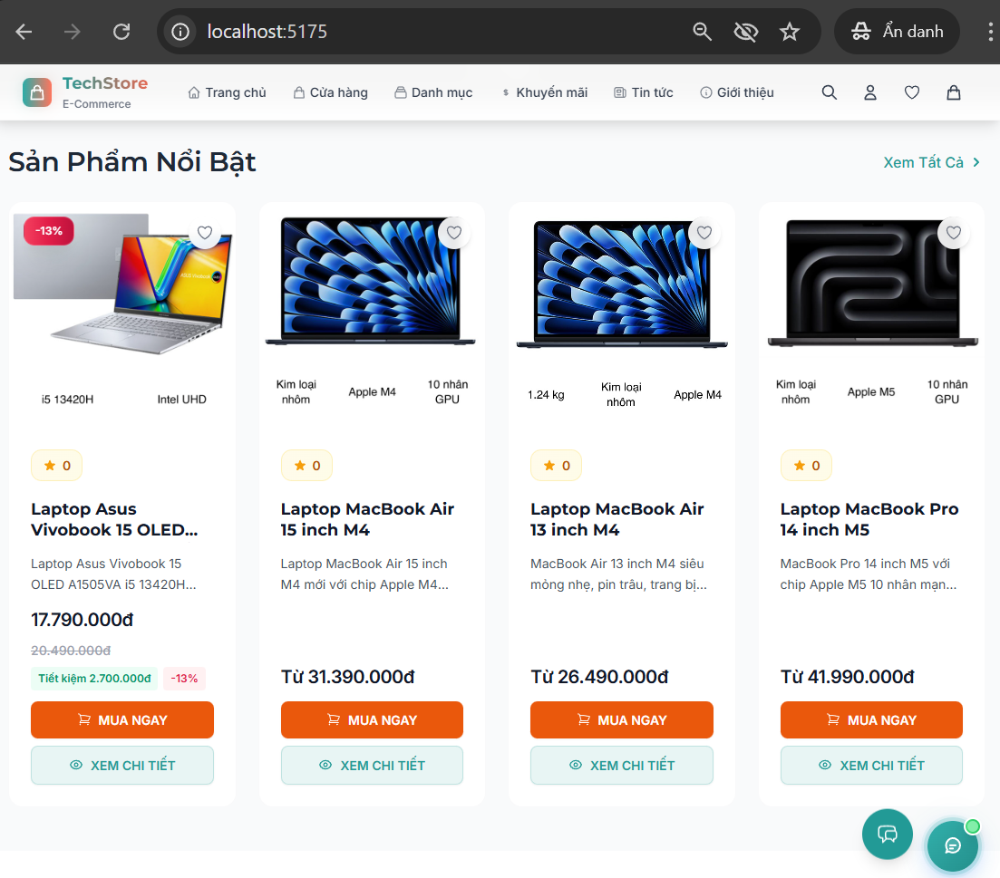 localhost:5175
Ẩn danh
TechStore
E-Commerce
Trang chủ
Cửa hàng
Danh mục
$ Khuyến mãi
Tin tức
Giới thiệu
Sản Phẩm Nổi Bật
Xem Tất Cả
-13%
ASUS Vivobook
i5 13420H
Intel UHD
0
Laptop Asus
Vivobook 15 OLED...
Laptop Asus Vivobook 15
OLED A1505VA i5 13420H...
17.790.000đ
20.490.000đ
Tiết kiệm 2.700.000đ
-13%
MUA NGAY
XEM CHI TIẾT
Kim loại
nhôm
Apple M4
10 nhân
GPU
0
Laptop MacBook Air
15 inch M4
Laptop MacBook Air 15 inch
M4 mới với chip Apple M4...
Từ 31.390.000đ
MUA NGAY
XEM CHI TIẾT
1.24 kg
Kim loại
nhôm
Apple M4
0
Laptop MacBook Air
13 inch M4
MacBook Air 13 inch M4 siêu
mỏng nhẹ, pin trâu, trang bị...
Từ 26.490.000đ
MUA NGAY
XEM CHI TIẾT
Kim loại
nhôm
Apple M5
10 nhân
GPU
0
Laptop MacBook Pro
14 inch M5
MacBook Pro 14 inch M5 với
chip Apple M5 10 nhân mạn...
Từ 41.990.000đ
MUA NGAY
XEM CHI TIẾT